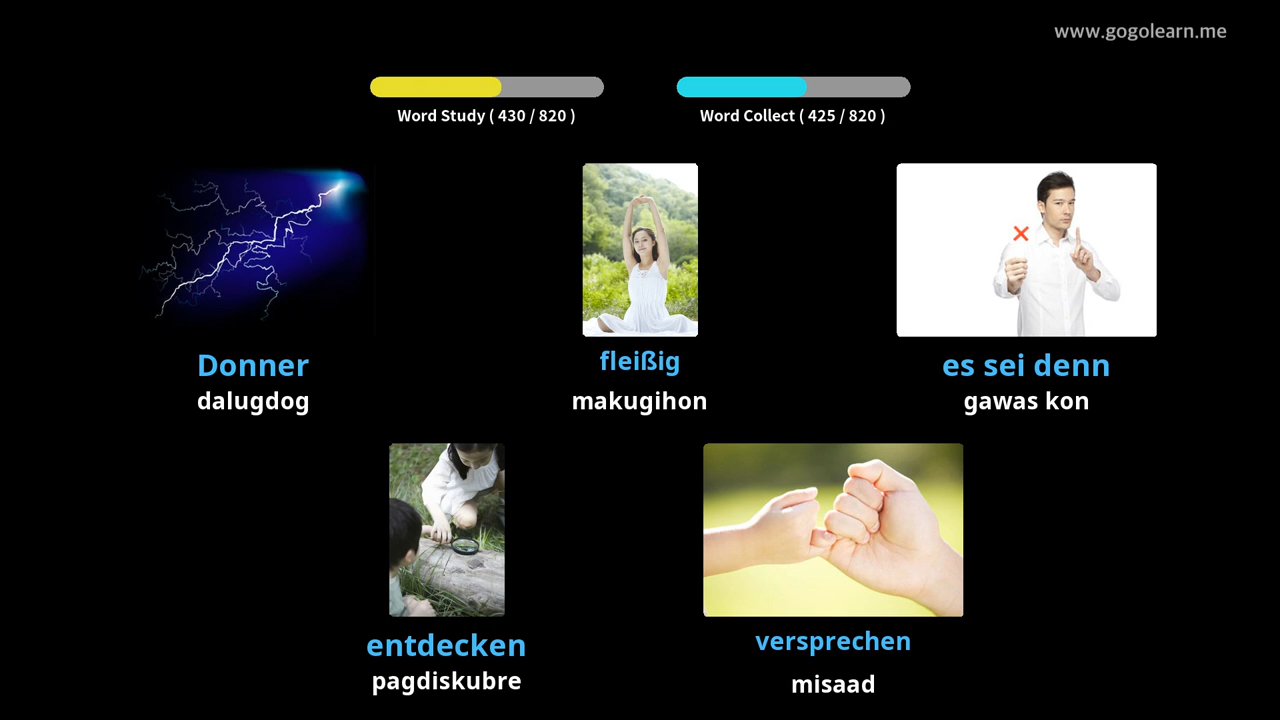 www.gogolearn.me
Word Study ( 430 / 820 )
Word Collect ( 425 / 820 )
Donner
dalugdog
fleißig
makugihon
es sei denn
gawas kon
entdecken
pagdiskubre
versprechen
misaad